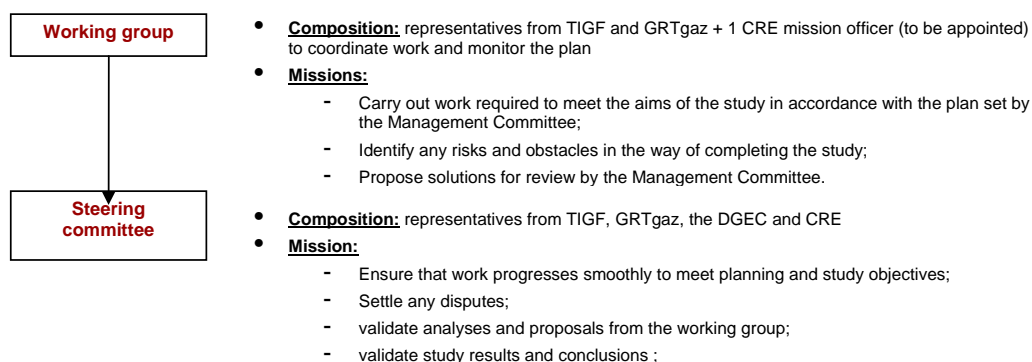 Working group
• Composition: representatives from TIGF and GRTgaz + 1 CRE mission officer (to be appointed)
to coordinate work and monitor the plan
• Missions:
- Carry out work required to meet the aims of the study in accordance with the plan set by
the Management Committee;
- Identify any risks and obstacles in the way of completing the study;
- Propose solutions for review by the Management Committee.
Steering
committee
• Composition: representatives from TIGF, GRTgaz, the DGEC and CRE
• Mission:
- Ensure that work progresses smoothly to meet planning and study objectives;
- Settle any disputes;
- validate analyses and proposals from the working group;
- validate study results and conclusions ;